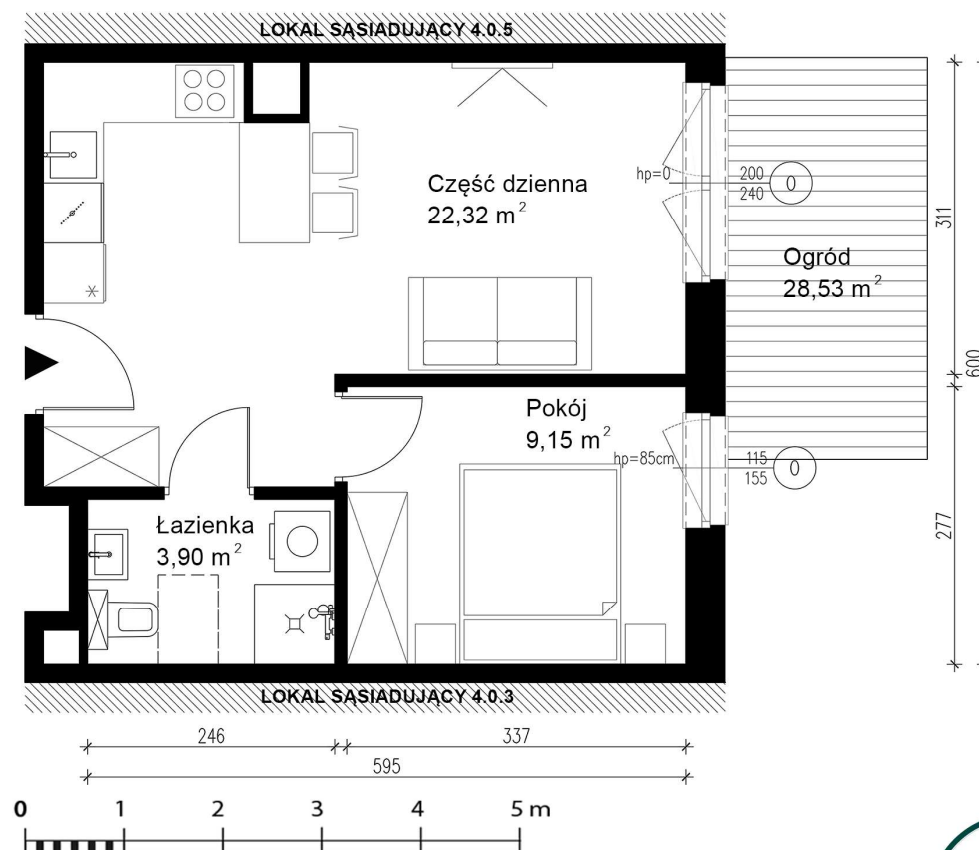 LOKAL SĄSIADUJĄCY 4.0.5
Część dzienna
22,32 m²
hp=0
200
240
0
311
Ogród
28,53 m²
600
Pokój
9,15 m²
hp=85cm
115
155
0
Łazienka
3,90 m²
277
LOKAL SĄSIADUJĄCY 4.0.3
246
337
595
0 1 2 3 4 5 m